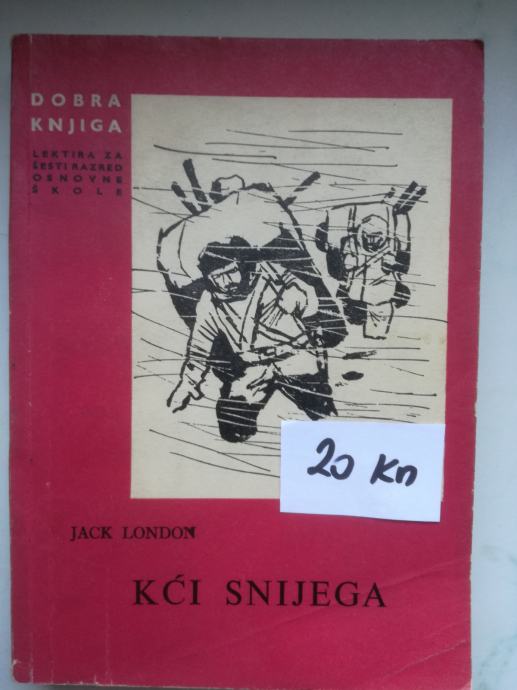 DOBRA
KNJIGA
LEKTIRA ZA
ŠESTI RAZRED
OSNOVNE
ŠKOLE
20 Kn
JACK LONDON
KĆI SNIJEGA